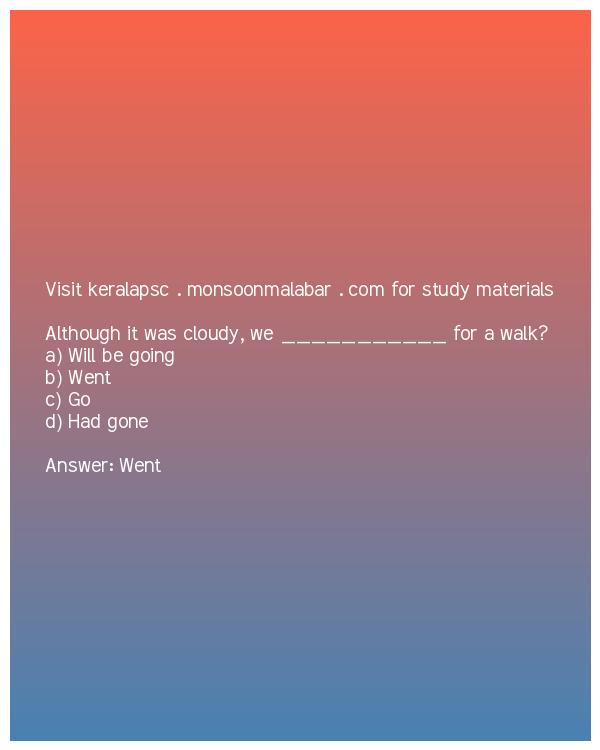 Visit keralapsc . monsoonmalabar . com for study materials
Although it was cloudy, we ___________ for a walk?
a) Will be going
b) Went
c) Go
d) Had gone
Answer: Went